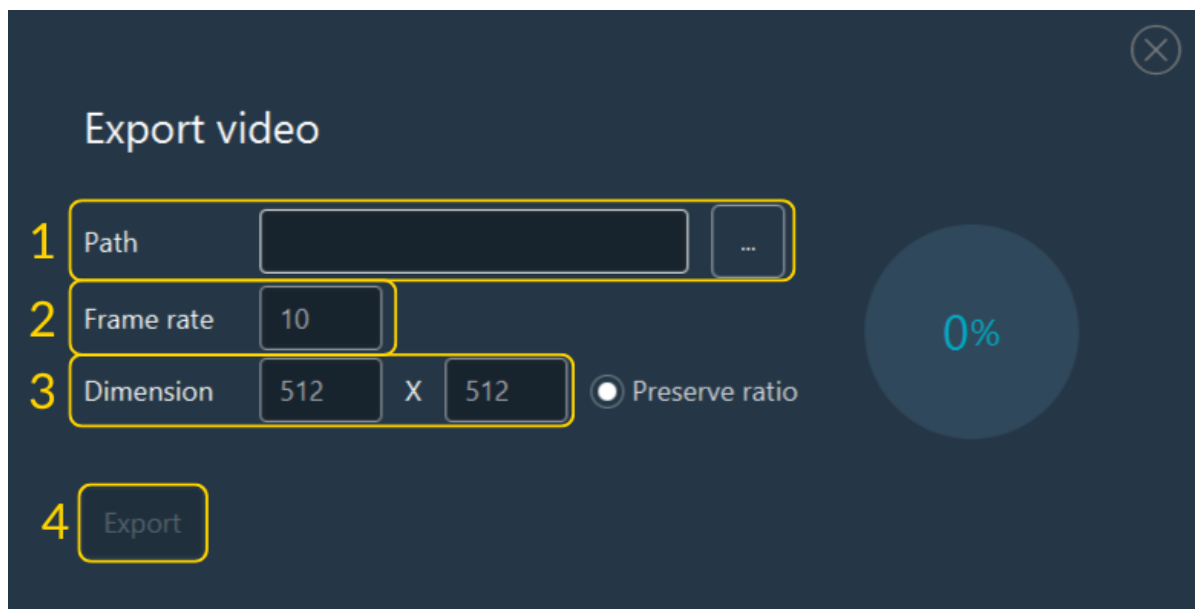 Export video
1 Path ...
2 Frame rate 10
3 Dimension 512 X 512 Preserve ratio
0%
4 Export